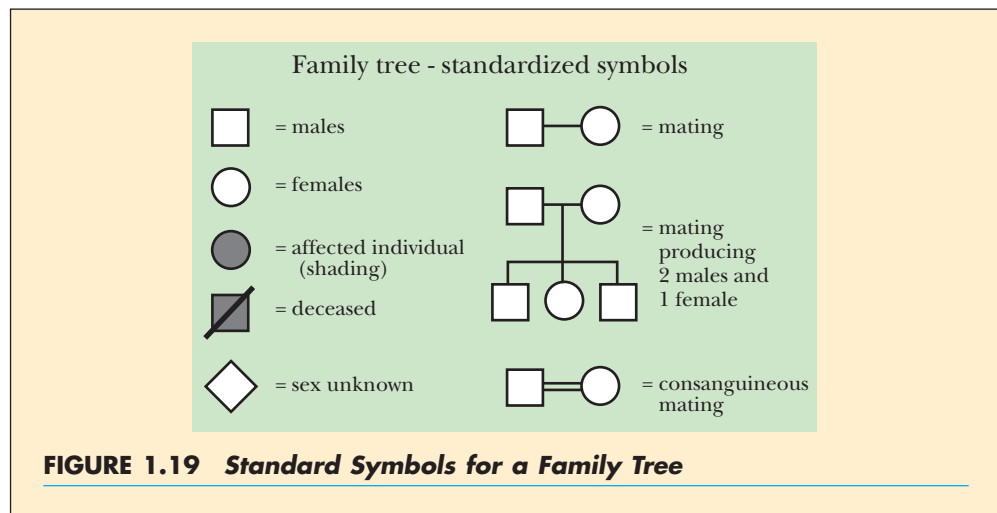 Family tree - standardized symbols
= males
= females
= affected individual
(shading)
= deceased
= sex unknown
= mating
= mating
producing
2 males and
1 female
= consanguineous
mating
FIGURE 1.19 Standard Symbols for a Family Tree